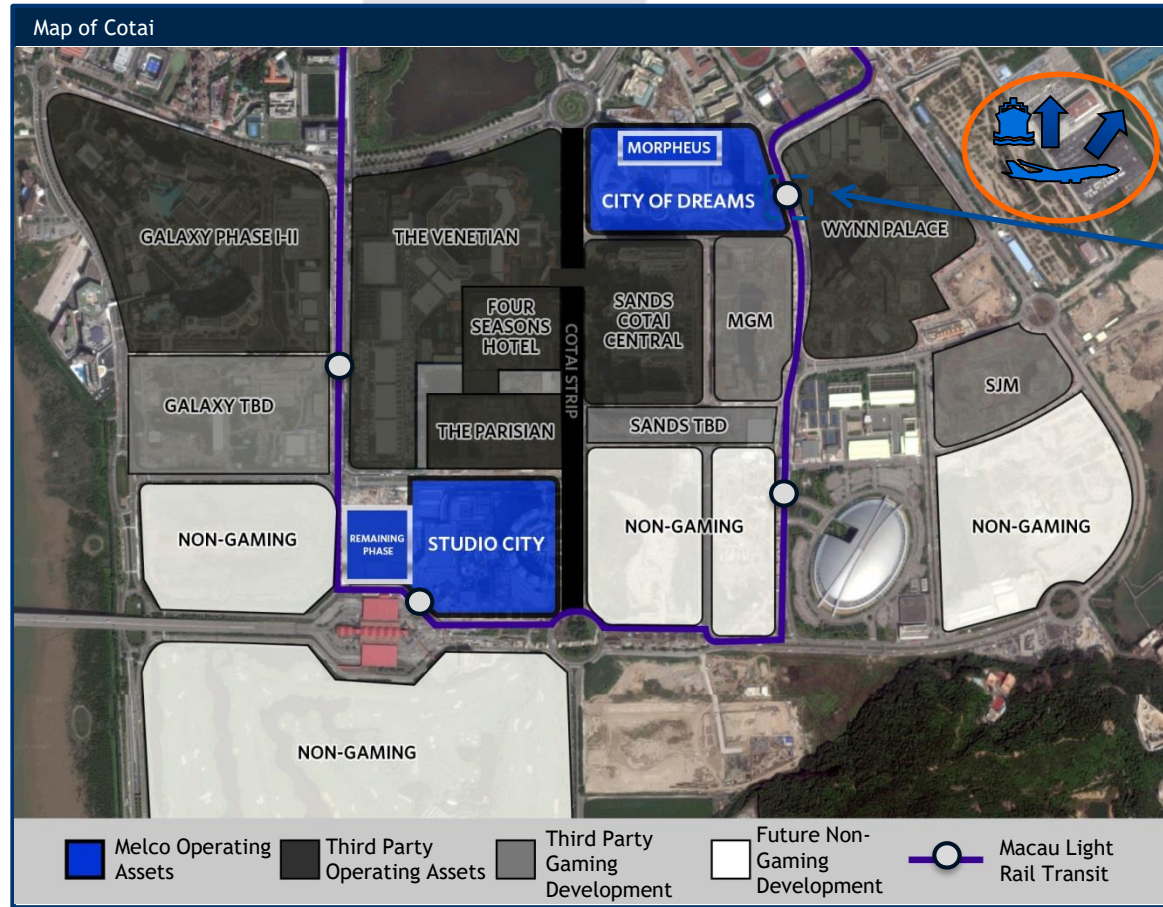 Map of Cotai
MORPHEUS
CITY OF DREAMS
GALAXY PHASE I-II
THE VENETIAN
WYNN PALACE
FOUR
SEASONS
HOTEL
COTAI STRIP
SANDS
COTAI
CENTRAL
MGM
GALAXY TBD
THE PARISIAN
SANDS TBD
SJM
NON-GAMING
REMAINING
PHASE
STUDIO CITY
NON-GAMING
NON-GAMING
NON-GAMING
Melco Operating
Assets
Third Party
Operating Assets
Third Party
Gaming
Development
Future Non-
Gaming
Development
Macau Light
Rail Transit